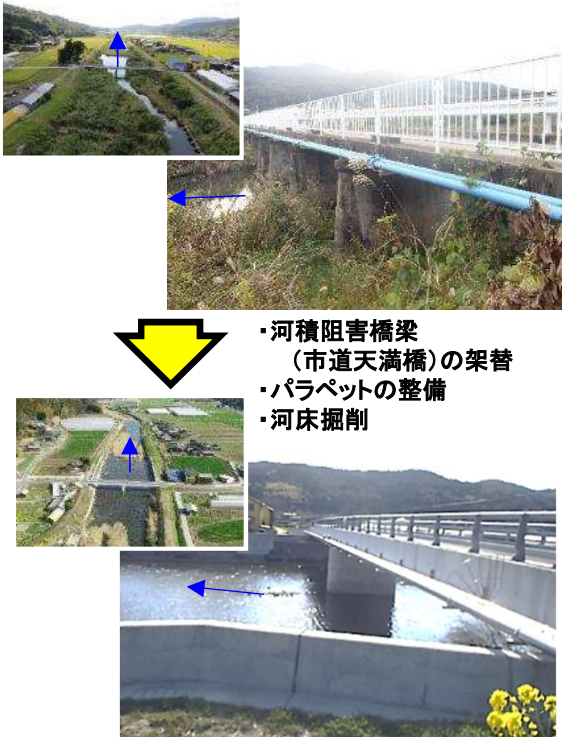 ・河積阻害橋梁
（市道天満橋）の架替
・パラペットの整備
・河床掘削